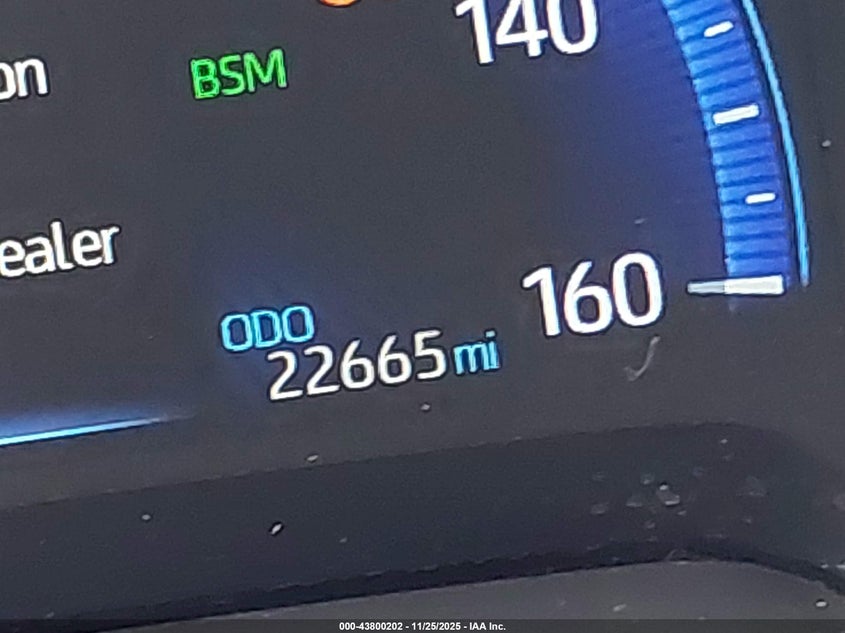 140
on
BSM
ealer
160
ODO
22665 mi
000-43800202 - 11/25/2025 - IAA Inc.